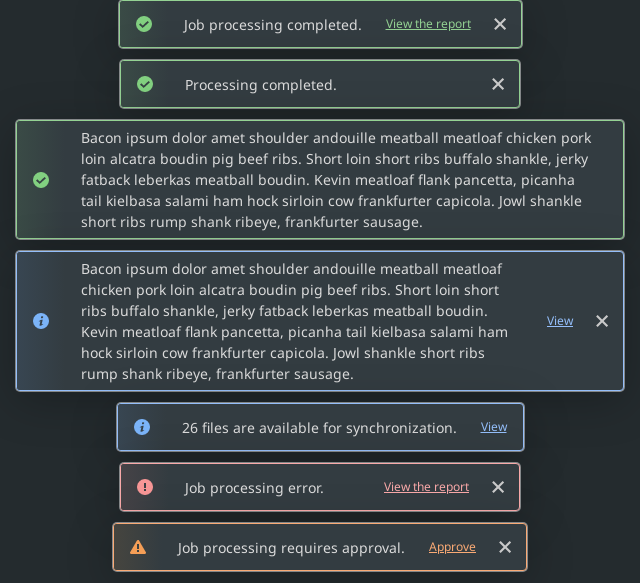 Job processing completed. View the report
Processing completed.
Bacon ipsum dolor amet shoulder andouille meatball meatloaf chicken pork
loin alcatra boudin pig beef ribs. Short loin short ribs buffalo shankle, jerky
fatback leberkas meatball boudin. Kevin meatloaf flank pancetta, picanha
tail kielbasa salami ham hock sirloin cow frankfurter capicola. Jowl shankle
short ribs rump shank ribeye, frankfurter sausage.
Bacon ipsum dolor amet shoulder andouille meatball meatloaf
chicken pork loin alcatra boudin pig beef ribs. Short loin short
ribs buffalo shankle, jerky fatback leberkas meatball boudin.
Kevin meatloaf flank pancetta, picanha tail kielbasa salami ham
hock sirloin cow frankfurter capicola. Jowl shankle short ribs
rump shank ribeye, frankfurter sausage.
View
26 files are available for synchronization. View
Job processing error. View the report
Job processing requires approval. Approve